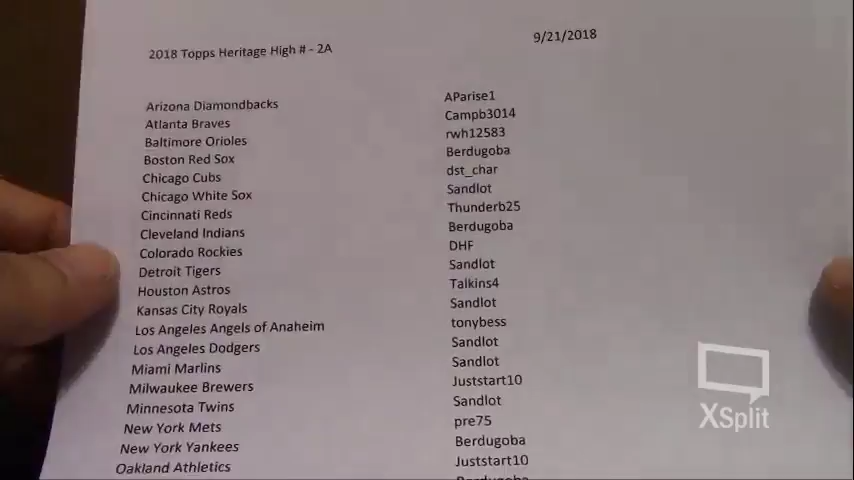 2018 Topps Heritage High # - 2A 9/21/2018
Arizona Diamondbacks AParise1
Atlanta Braves Campb3014
Baltimore Orioles rwh12583
Boston Red Sox Berdugoba
Chicago Cubs dst_char
Chicago White Sox Sandlot
Cincinnati Reds Thunderb25
Cleveland Indians Berdugoba
Colorado Rockies DHF
Detroit Tigers Sandlot
Houston Astros Talkins4
Kansas City Royals Sandlot
Los Angeles Angels of Anaheim tonybess
Los Angeles Dodgers Sandlot
Miami Marlins Sandlot
Milwaukee Brewers Juststart10
Minnesota Twins Sandlot
New York Mets pre75
New York Yankees Berdugoba
Oakland Athletics Juststart10
XSplit